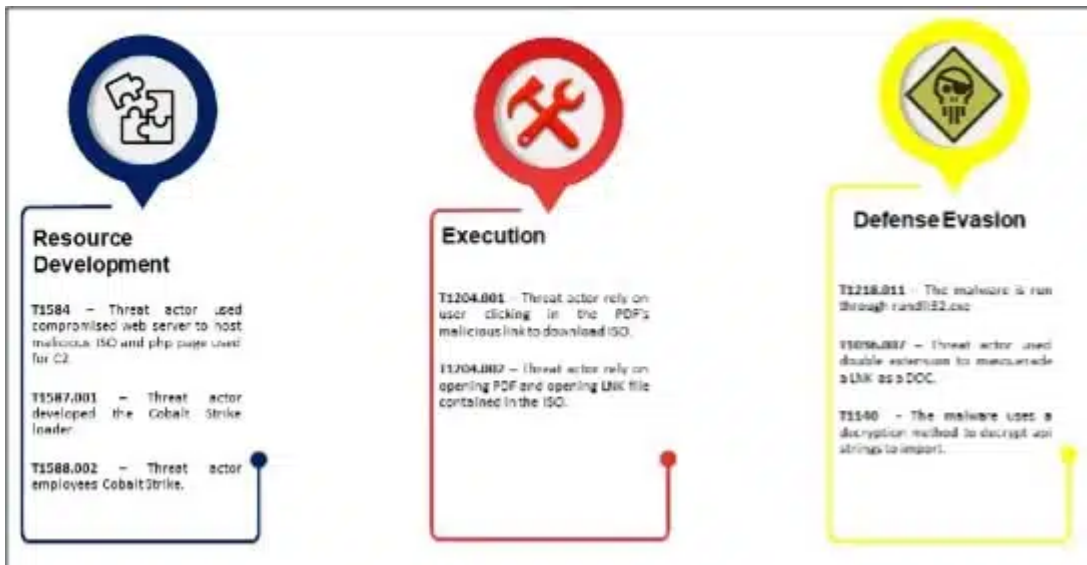 Resource
Development
T1584 – Threat actor used
compromised web server to host
malicious ISO and php page used
for C2
T1587.001 – Threat actor
developed the Cobalt Strike
loader
T1588.002 – Threat actor
employees Cobalt Strike.
Execution
T1204.001 - Threat actor rely on
user clicking in the PDF's
malicious link to download ISO.
T1204.002 – Threat actor rely on
opening PDF and opening LNK file
contained in the ISO.
Defense Evasion
T1218.011 - The malware is run
through rundll32.exe
T1036.007 - Threat actor used
double extension to masquerade
a LNK as a DOC.
T1140 - The malware uses a
decryption method to decrypt api
strings to import.